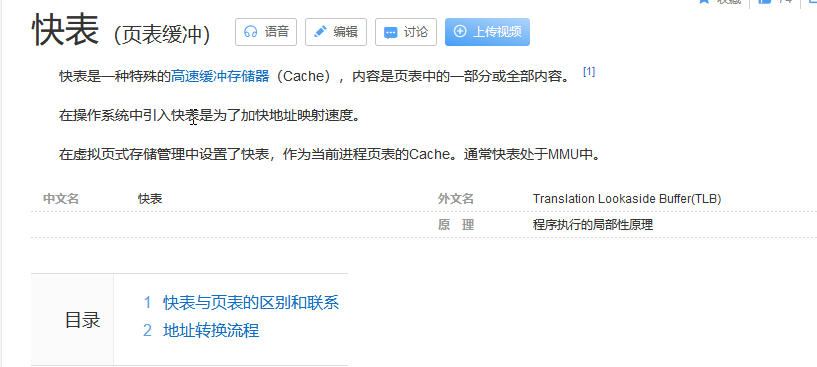 快表（页表缓冲） 语音 编辑 讨论 上传视频
快表是一种特殊的高速缓冲存储器（Cache），内容是页表中的一部分或全部内容。 [1]
在操作系统中引入快表是为了加快地址映射速度。
在虚拟页式存储管理中设置了快表，作为当前进程页表的Cache。通常快表处于MMU中。
中文名 快表 外文名 Translation Lookaside Buffer(TLB)
原 理 程序执行的局部性原理
目录
1 快表与页表的区别和联系
2 地址转换流程